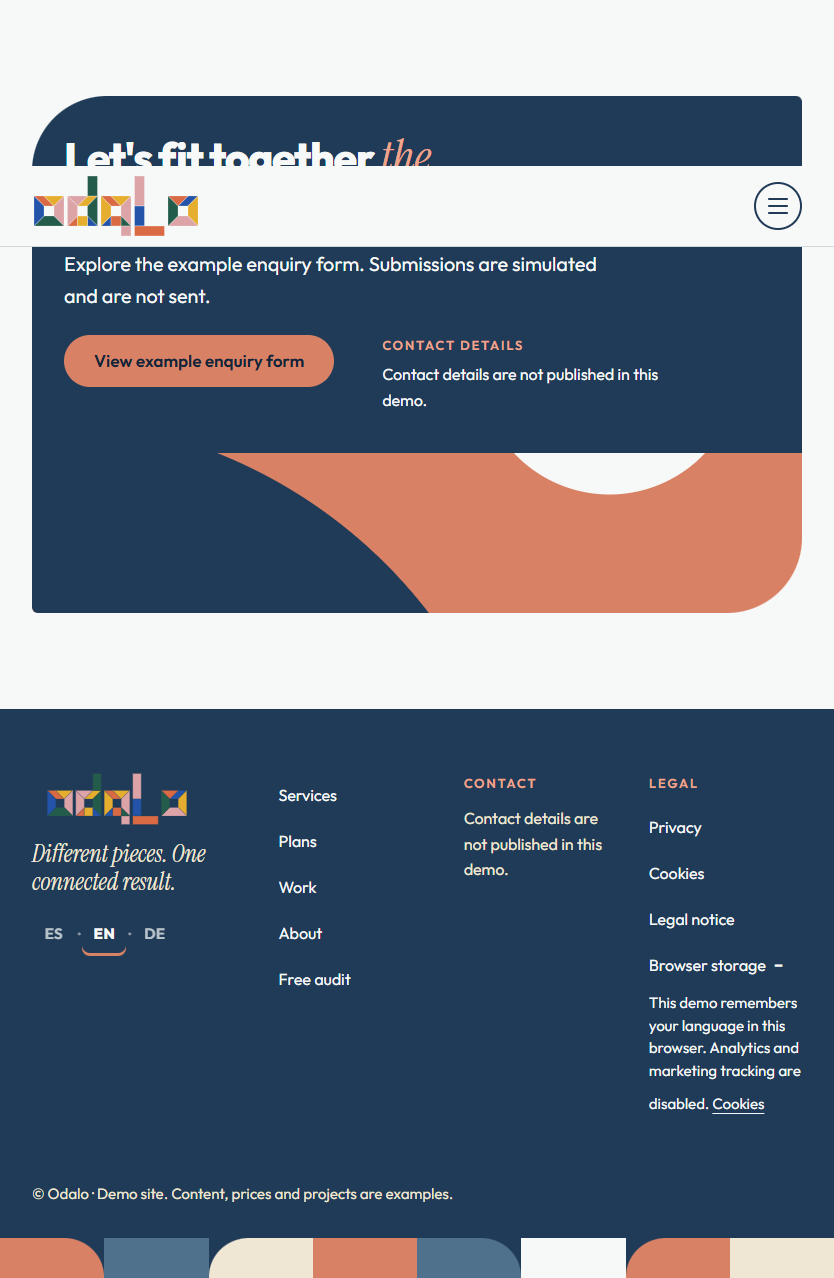 Let's fit together the
odalo
Explore the example enquiry form. Submissions are simulated
and are not sent.
View example enquiry form
CONTACT DETAILS
Contact details are not published in this
demo.
odalo
Different pieces. One
connected result.
ES · EN · DE
Services
Plans
Work
About
Free audit
CONTACT
Contact details are
not published in this
demo.
LEGAL
Privacy
Cookies
Legal notice
Browser storage –
This demo remembers
your language in this
browser. Analytics and
marketing tracking are
disabled. Cookies
© Odalo · Demo site. Content, prices and projects are examples.